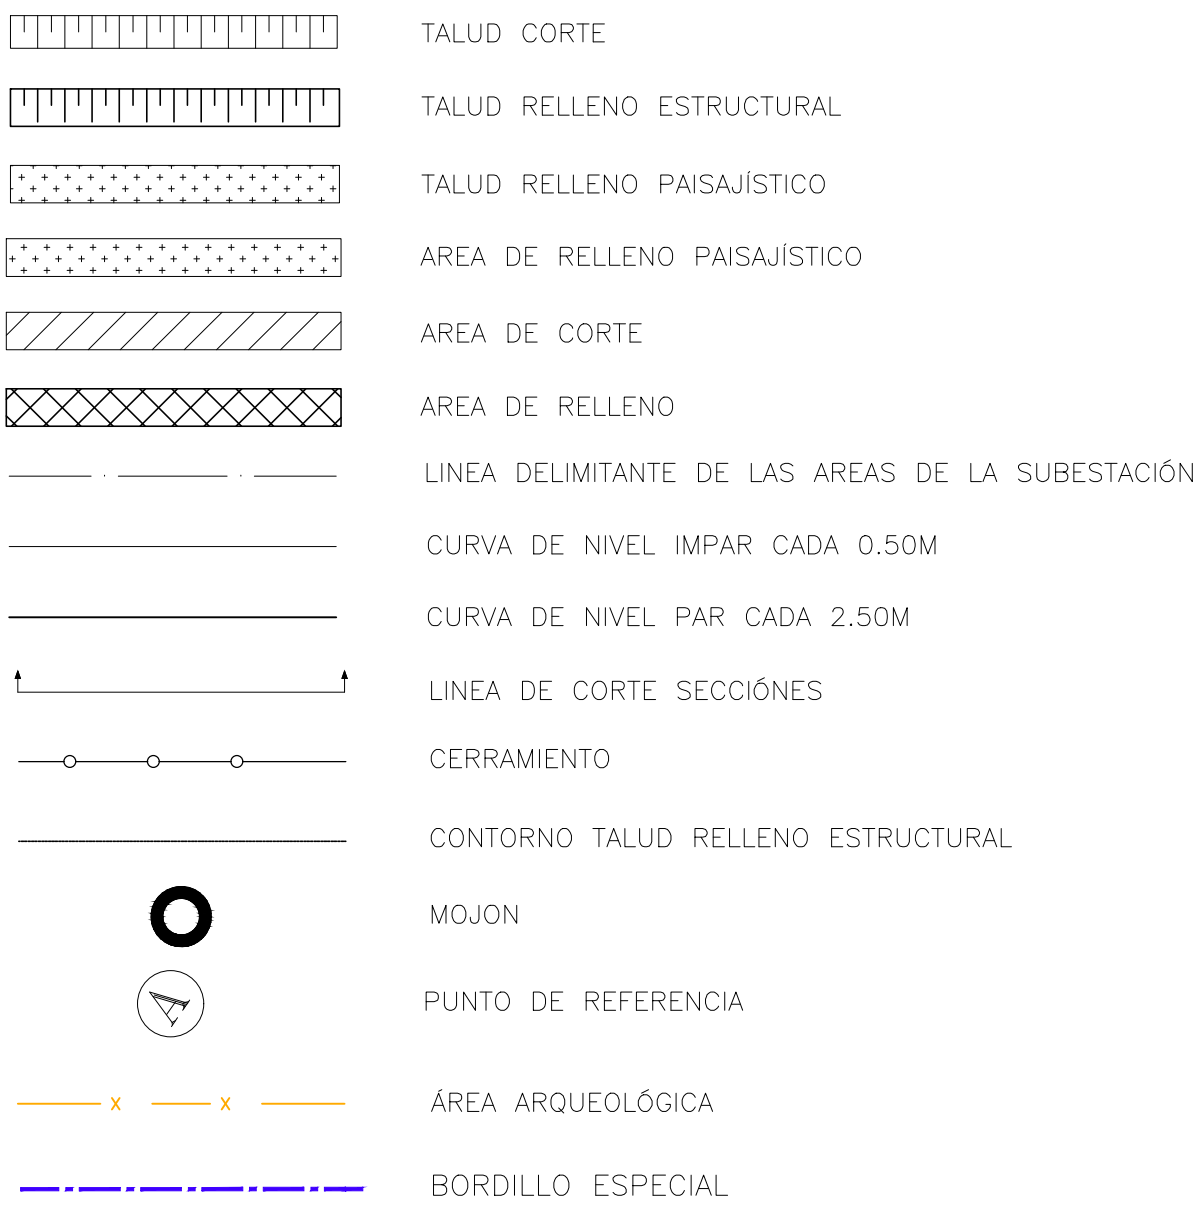 TALUD CORTE
TALUD RELLENO ESTRUCTURAL
TALUD RELLENO PAISAJÍSTICO
AREA DE RELLENO PAISAJÍSTICO
AREA DE CORTE
AREA DE RELLENO
LINEA DELIMITANTE DE LAS AREAS DE LA SUBESTACIÓN
CURVA DE NIVEL IMPAR CADA 0.50M
CURVA DE NIVEL PAR CADA 2.50M
LINEA DE CORTE SECCIÓNES
CERRAMIENTO
CONTORNO TALUD RELLENO ESTRUCTURAL
MOJON
A PUNTO DE REFERENCIA
X X ÁREA ARQUEOLÓGICA
BORDILLO ESPECIAL